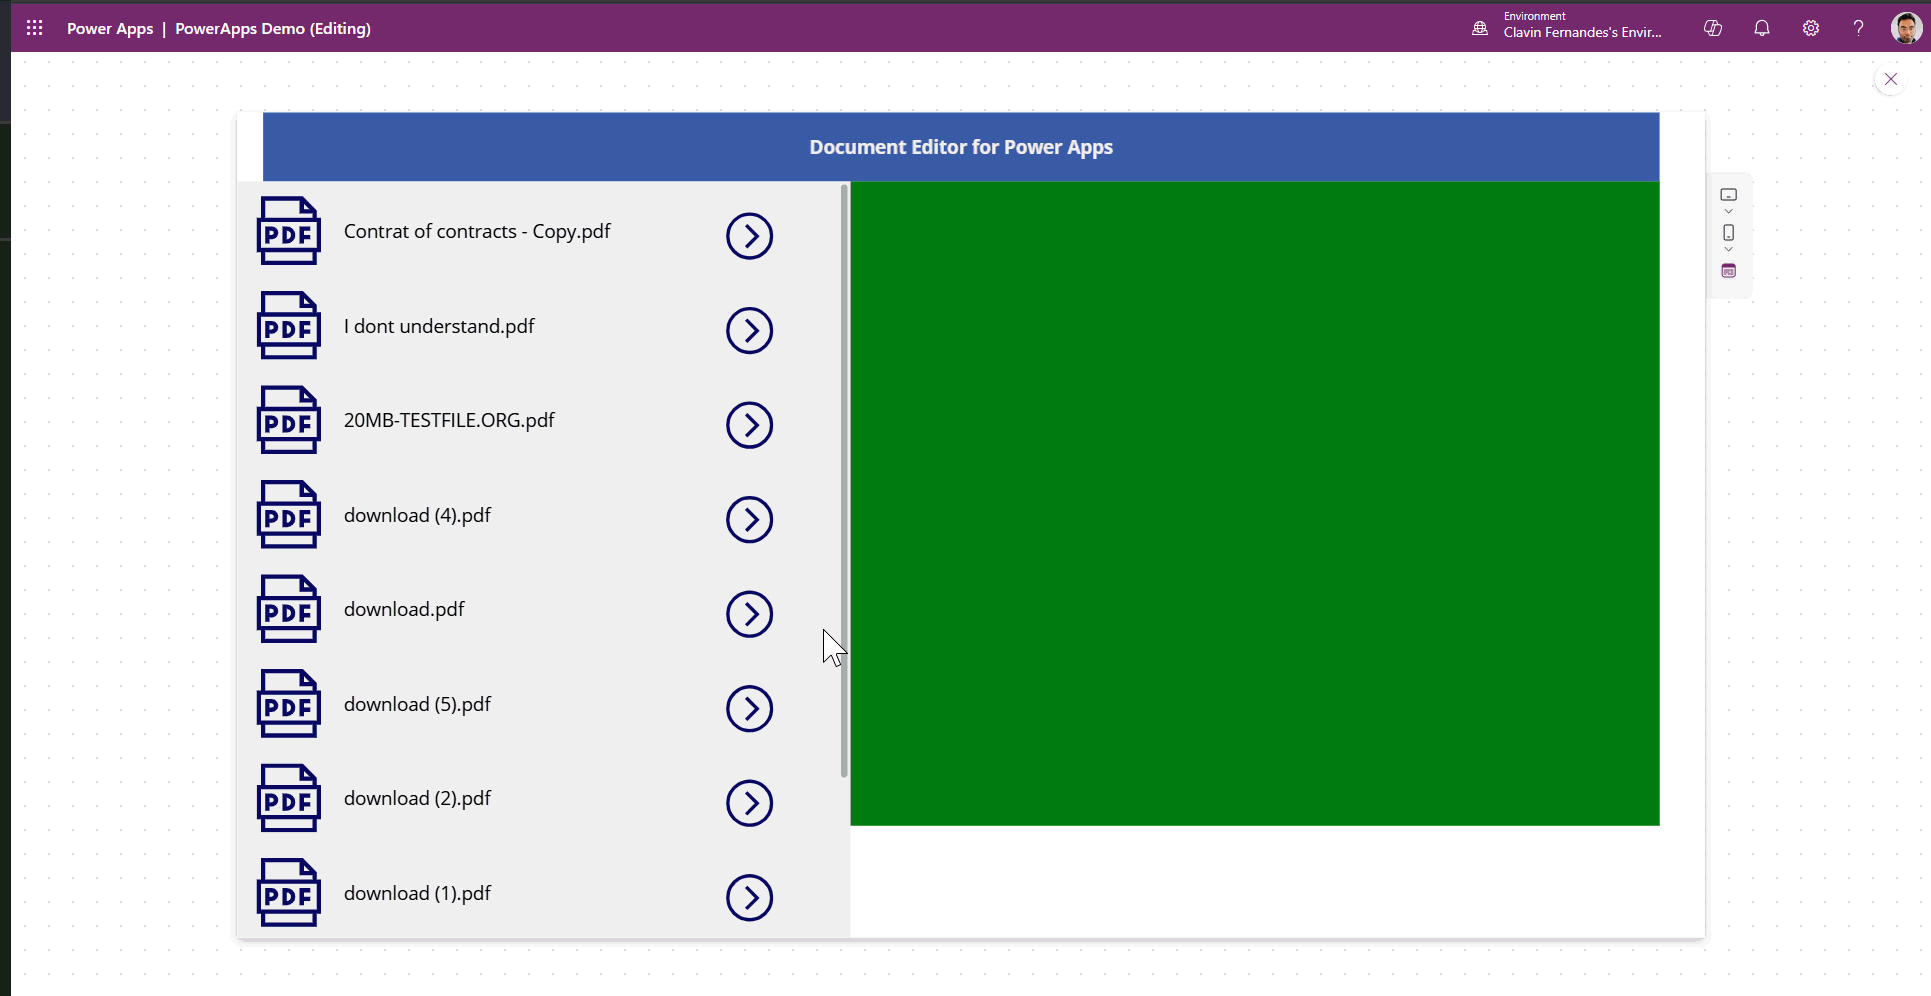 Power Apps | PowerApps Demo (Editing)
Environment
Clavin Fernandes's Envir...
Document Editor for Power Apps
PDF Contrat of contracts - Copy.pdf
PDF I dont understand.pdf
PDF 20MB-TESTFILE.ORG.pdf
PDF download (4).pdf
PDF download.pdf
PDF download (5).pdf
PDF download (2).pdf
PDF download (1).pdf